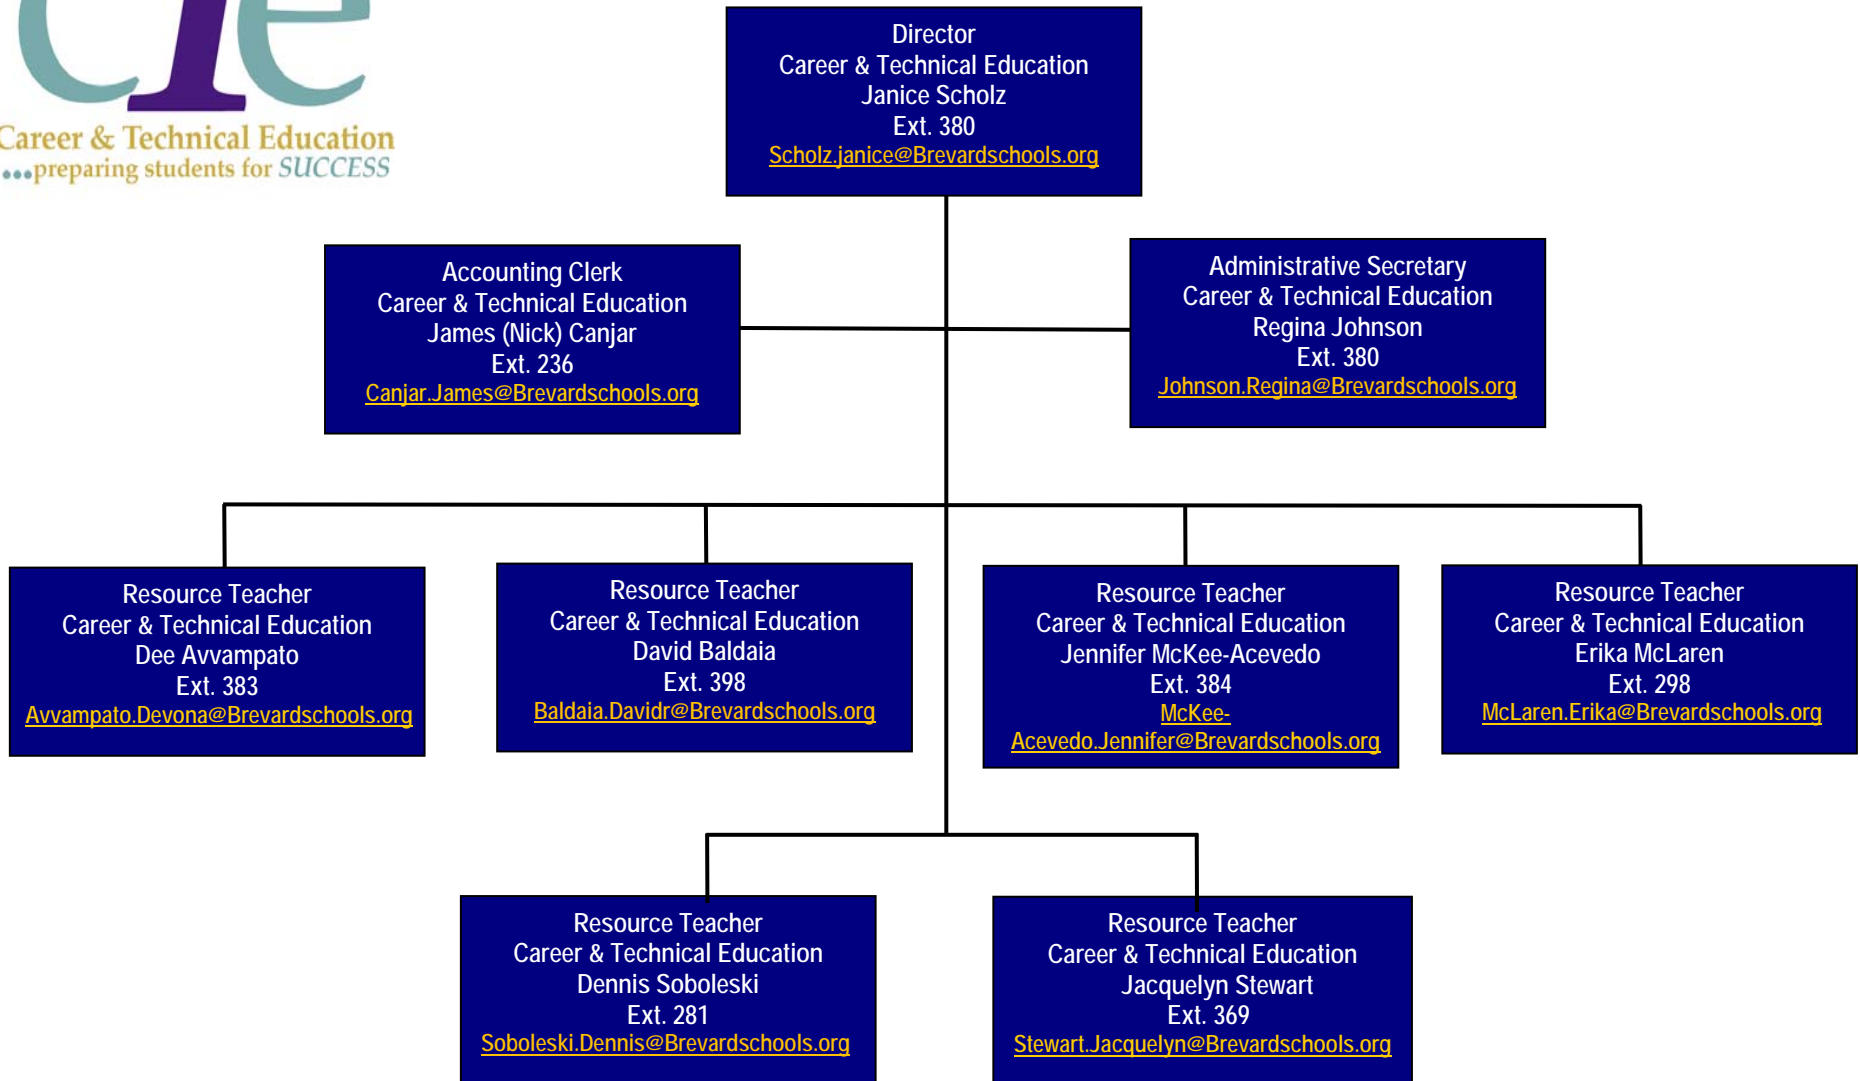 cte
Career & Technical Education
...preparing students for SUCCESS
Director
Career & Technical Education
Janice Scholz
Ext. 380
Scholz.janice@Brevardschools.org
Accounting Clerk
Career & Technical Education
James (Nick) Canjar
Ext. 236
Canjar.James@Brevardschools.org
Administrative Secretary
Career & Technical Education
Regina Johnson
Ext. 380
Johnson.Regina@Brevardschools.org
Resource Teacher
Career & Technical Education
Dee Avvampato
Ext. 383
Avvampato.Devona@Brevardschools.org
Resource Teacher
Career & Technical Education
David Baldaia
Ext. 398
Baldaia.Davidr@Brevardschools.org
Resource Teacher
Career & Technical Education
Jennifer McKee-Acevedo
Ext. 384
McKee-
Acevedo.Jennifer@Brevardschools.org
Resource Teacher
Career & Technical Education
Erika McLaren
Ext. 298
McLaren.Erika@Brevardschools.org
Resource Teacher
Career & Technical Education
Dennis Soboleski
Ext. 281
Soboleski.Dennis@Brevardschools.org
Resource Teacher
Career & Technical Education
Jacquelyn Stewart
Ext. 369
Stewart.Jacquelyn@Brevardschools.org